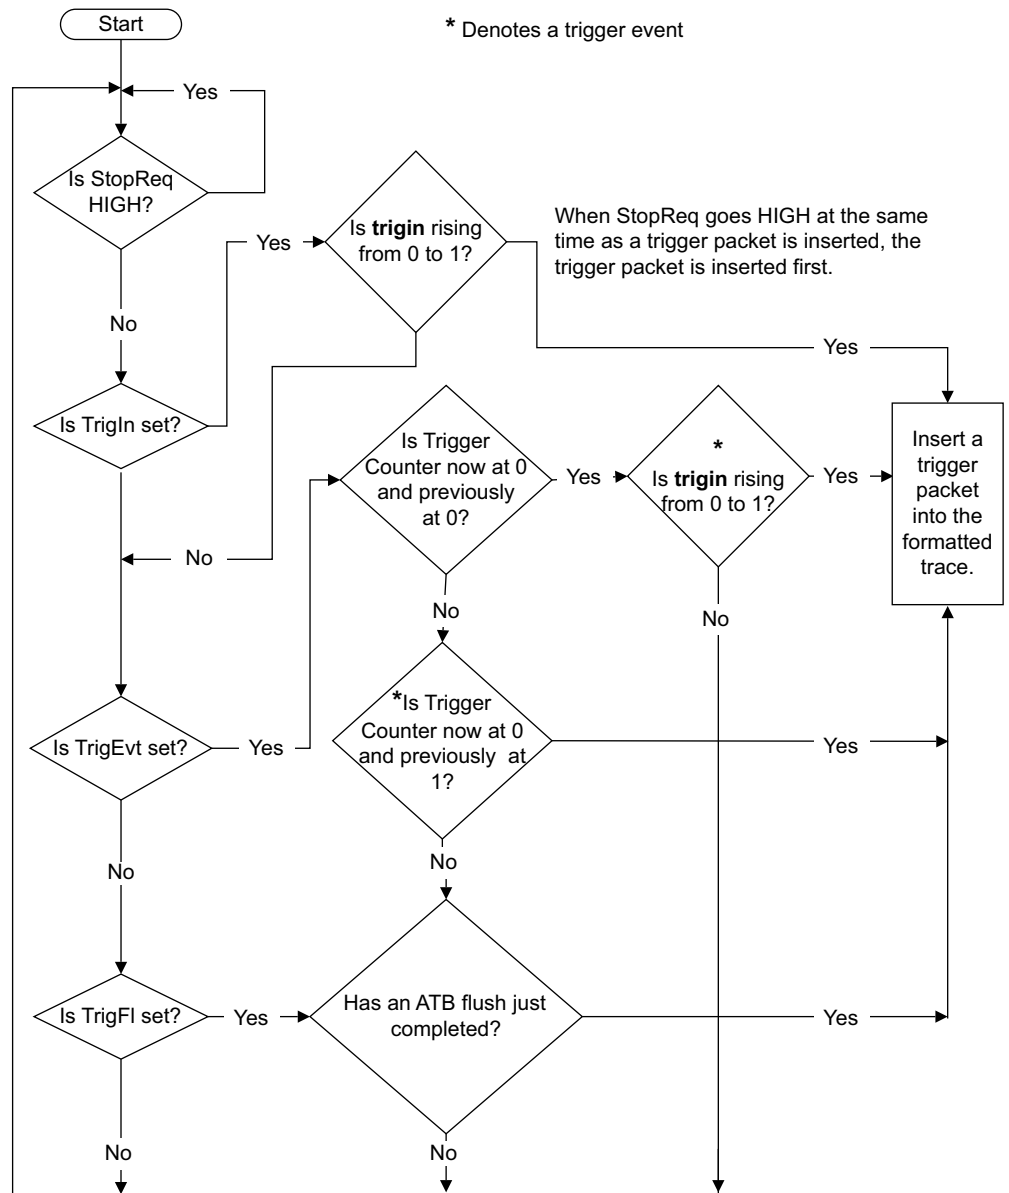 Start
* Denotes a trigger event
Yes
Is StopReq
HIGH?
Is trigin rising
from 0 to 1?
When StopReq goes HIGH at the same
time as a trigger packet is inserted, the
trigger packet is inserted first.
Yes
No
Yes
Is TrigIn set?
Is Trigger
Counter now at 0
and previously
at 0?
Yes
*
Is trigin rising
from 0 to 1?
Yes
Insert a
trigger
packet
into the
formatted
trace.
No
No
No
*Is Trigger
Counter now at 0
and previously at
1?
Yes
Is TrigEvt set?
Yes
No
No
Is TrigFl set?
Yes
Has an ATB flush just
completed?
Yes
No
No